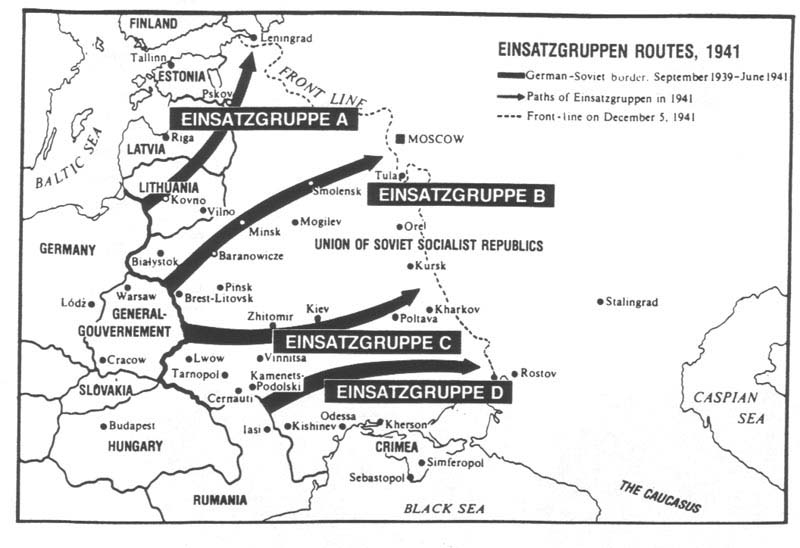 FINLAND
Leningrad
Tallinn
ESTONIA
Pskov
FRONT LINE
EINSATZGRUPPEN ROUTES, 1941
German-Soviet border, September 1939-June 1941
Paths of Einsatzgruppen in 1941
Front-line on December 5, 1941
EINSATZGRUPPE A
BALTIC SEA
Riga
LATVIA
MOSCOW
LITHUANIA
Kovno
Vilno
Smolensk
Tula
EINSATZGRUPPE B
GERMANY
Minsk
Mogilev
Orel
UNION OF SOVIET SOCIALIST REPUBLICS
Białystok
Baranowicze
Kursk
Warsaw
Pinsk
Brest-Litovsk
Łódź
GENERAL-
GOUVERNEMENT
Zhitomir
Kiev
Poltava
Kharkov
Stalingrad
EINSATZGRUPPE C
Cracow
Lwow
Vinnitsa
Tarnopol
Kamenets-
Podolski
Rostov
SLOVAKIA
Cernauti
EINSATZGRUPPE D
CASPIAN
SEA
Budapest
HUNGARY
Iasi
Kishinev
Odessa
Kherson
CRIMEA
Simferopol
Sebastopol
RUMANIA
BLACK SEA
THE CAUCASUS